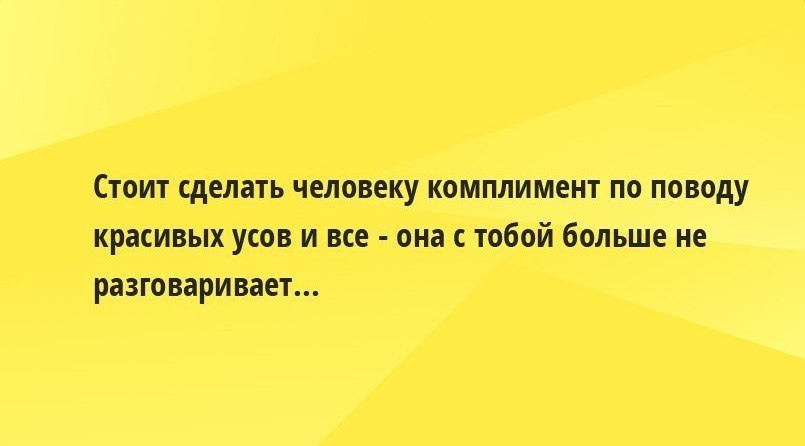 Стоит сделать человеку комплимент по поводу
красивых усов и все - она с тобой больше не
разговаривает...